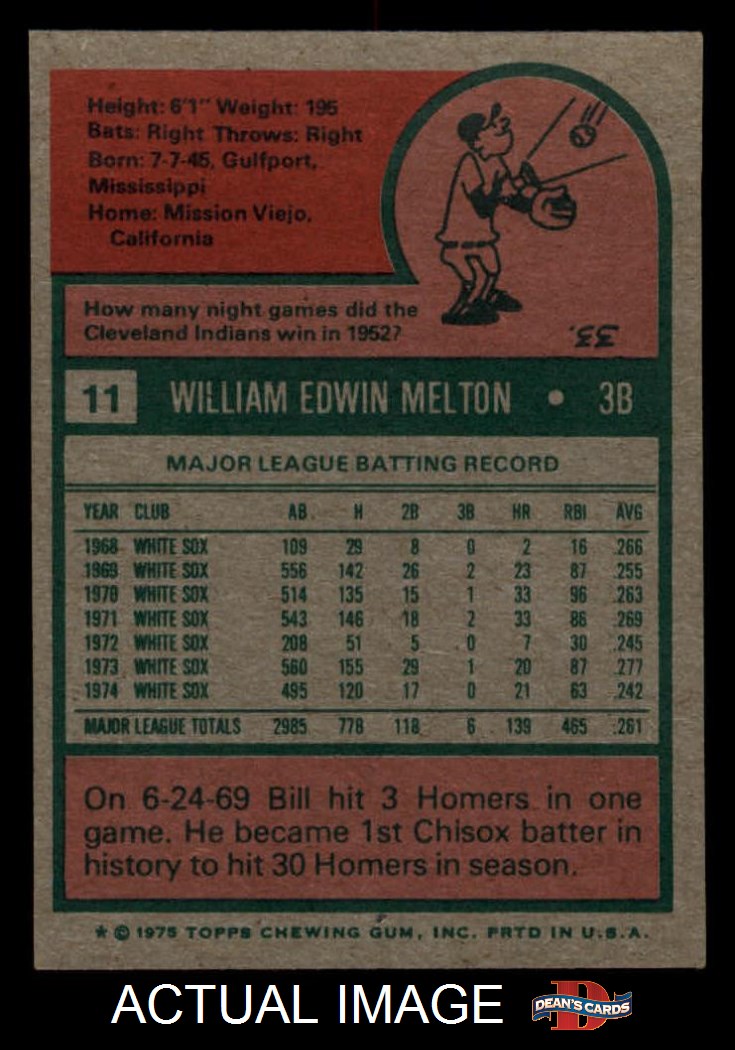 Height: 6'1" Weight: 195
Bats: Right Throws: Right
Born: 7-7-45, Gulfport,
Mississippi
Home: Mission Viejo,
California
How many night games did the
Cleveland Indians win in 1952?
33.
11 WILLIAM EDWIN MELTON • 3B
MAJOR LEAGUE BATTING RECORD
YEAR CLUB AB H 2B 3B HR RBI AVG
1968 WHITE SOX 109 29 8 0 2 16 .266
1969 WHITE SOX 556 142 26 2 23 87 .255
1970 WHITE SOX 514 135 15 1 33 96 .263
1971 WHITE SOX 543 146 18 2 33 86 .269
1972 WHITE SOX 208 51 5 0 7 30 .245
1973 WHITE SOX 560 155 29 1 20 87 .277
1974 WHITE SOX 495 120 17 0 21 63 .242
MAJOR LEAGUE TOTALS 2985 778 118 6 139 465 .261
On 6-24-69 Bill hit 3 Homers in one
game. He became 1st Chisox batter in
history to hit 30 Homers in season.
* © 1975 TOPPS CHEWING GUM, INC. PRTD IN U.S.A.
ACTUAL IMAGE
D
DEAN'S CARDS